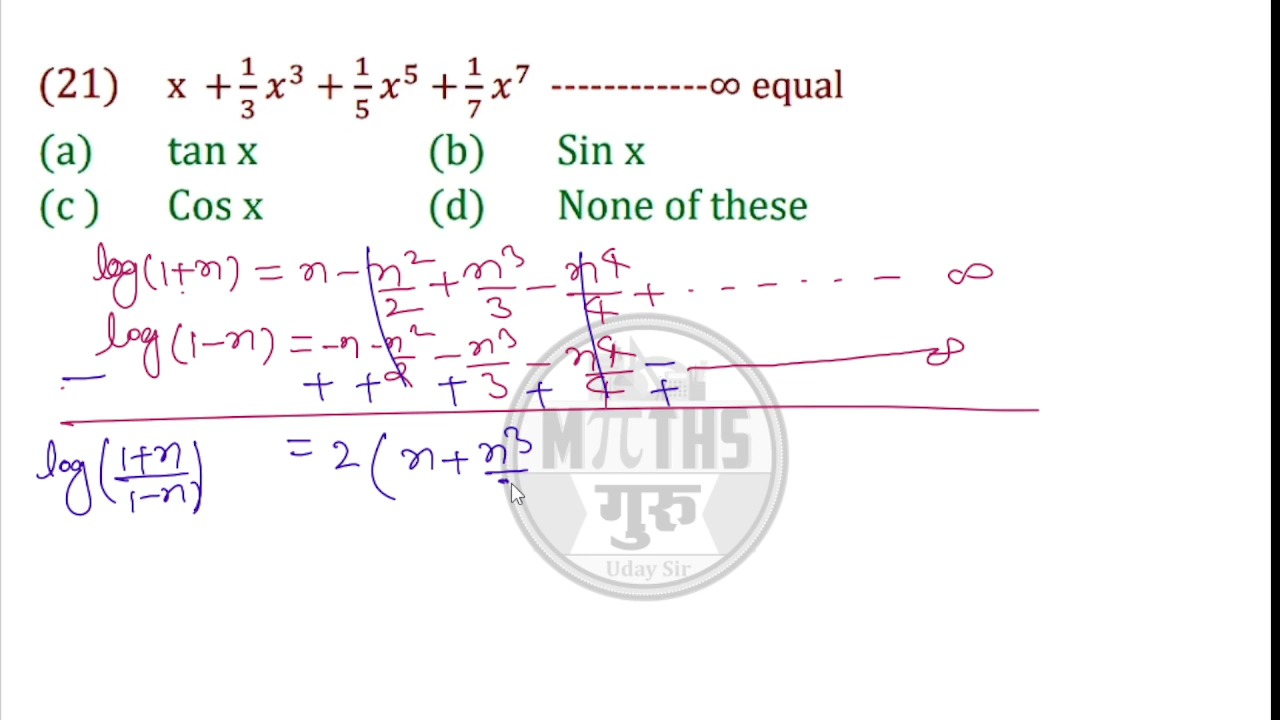 (21) x + 1/3 x³ + 1/5 x⁵ + 1/7 x⁷ ------------∞ equal
(a) tan x (b) Sin x
(c ) Cos x (d) None of these
log(1+x) = x - x²/2 + x³/3 - x⁴/4 + . - - - . . . - ∞
log(1-x) = -x - x²/2 - x³/3 - x⁴/4 - ∞
- + + + + +
log(1+x/1-x) = 2(x + x³/
MπTHS
गुरु
Uday Sir